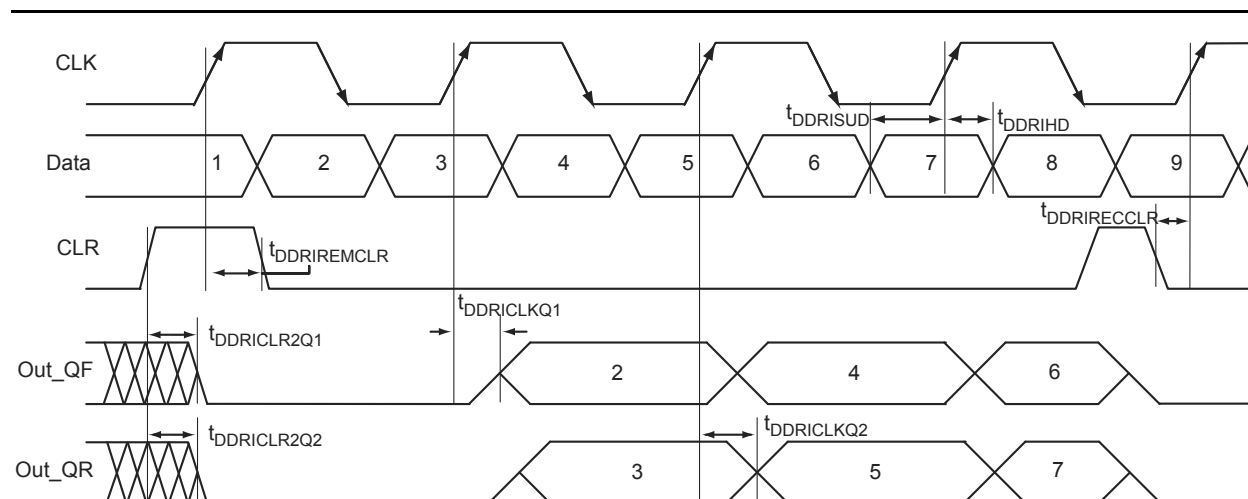 CLK
tDDRISUD
tDDRIHD
Data
1 2 3 4 5 6 7 8 9
tDDRIRECCLR
CLR
tDDRIREMCLR
tDDRICLKQ1
tDDRICLR2Q1
Out_QF
2 4 6
tDDRICLR2Q2
tDDRICLKQ2
Out_QR
3 5 7